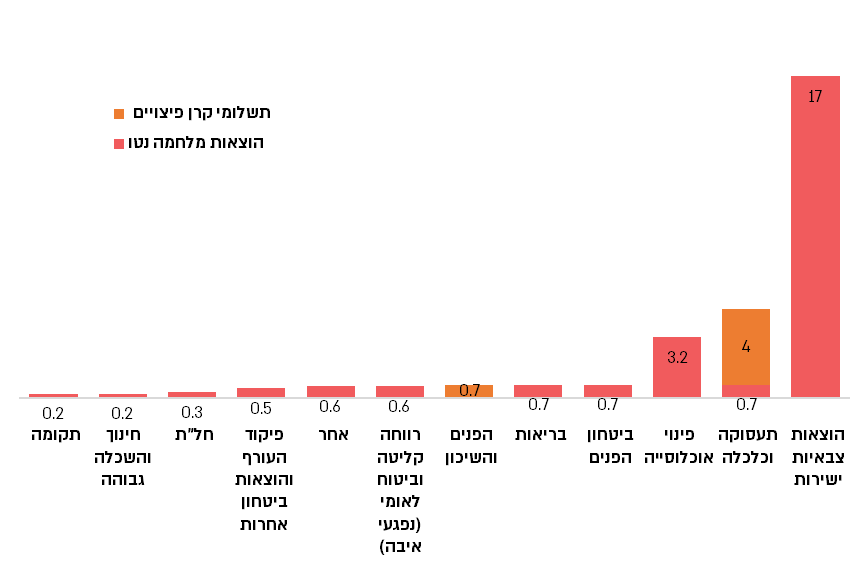 תשלומי קרן פיצויים
הוצאות מלחמה נטו
17
4
3.2
0.7
0.7
0.7
0.7
0.6
0.6
0.5
0.3
0.2
0.2
הוצאות
צבאיות
ישירות
תעסוקה
וכלכלה
פינוי
אוכלוסייה
ביטחון
הפנים
בריאות
הפנים
והשיכון
רווחה
קליטה
וביטוח
לאומי
(נפגעי
איבה)
אחר
פיקוד
העורף
והוצאות
ביטחון
אחרות
חל"ת
חינוך
והשכלה
גבוהה
תקומה